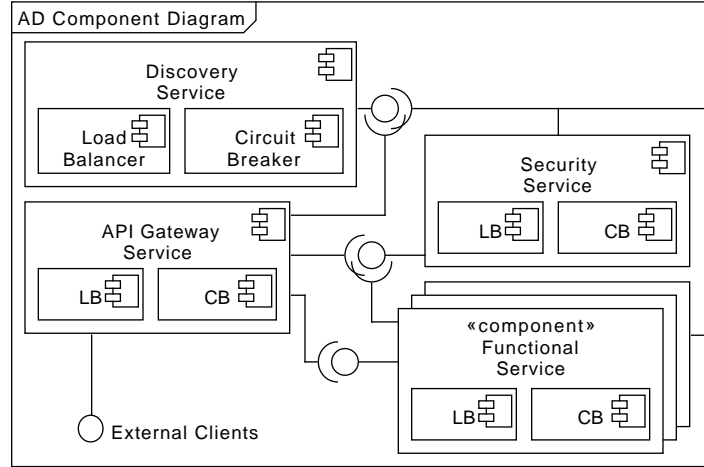 AD Component Diagram
Discovery
Service
Load
Balancer
Circuit
Breaker
Security
Service
LB
CB
API Gateway
Service
LB
CB
«component»
Functional
Service
LB
CB
External Clients